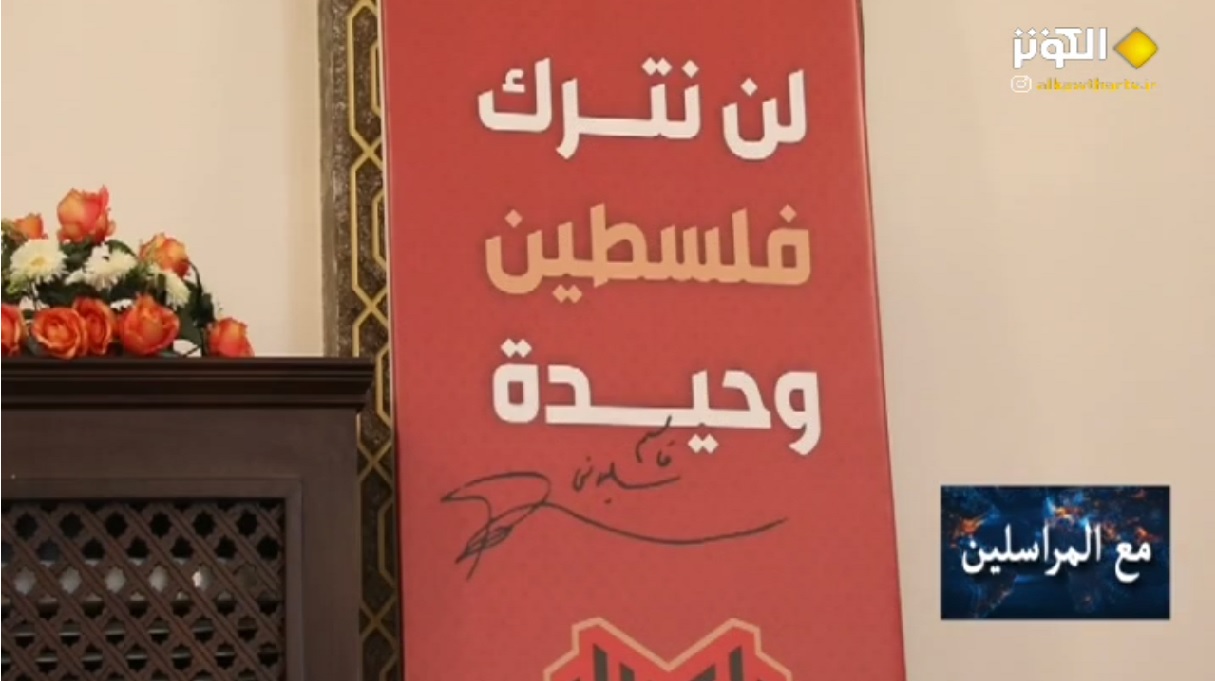 الكوثر
alkawthartv.ir
لن نترك
فلسطين
وحيدة
قاسم
سليماني
مع المراسلين